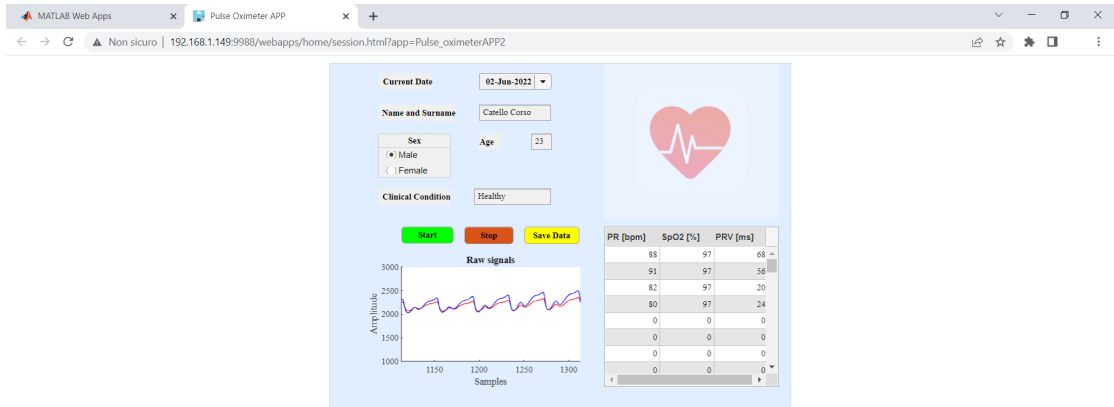 MATLAB Web Apps
Pulse Oximeter APP
Non sicuro | 192.168.1.149:9988/webapps/home/session.html?app=Pulse_oximeterAPP2
Current Date 02-Jun-2022
Name and Surname Catello Corso
Sex
Male
Female
Age 23
Clinical Condition Healthy
Start Stop Save Data
Raw signals
Amplitude
3000
2500
2000
1500
1000
1150 1200 1250 1300
Samples
PR [bpm] SpO2 [%] PRV [ms]
88 97 68
91 97 56
82 97 20
80 97 24
0 0 0
0 0 0
0 0 0
0 0 0